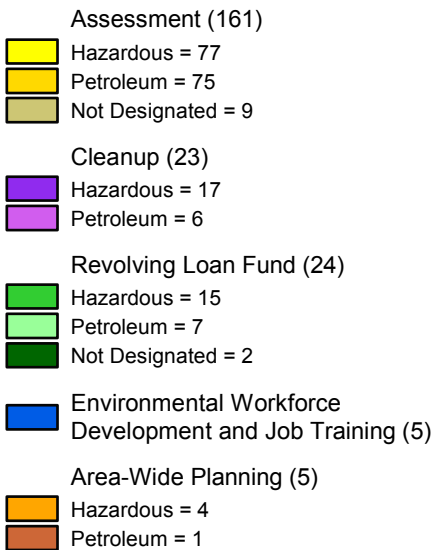 Assessment (161)
Hazardous = 77
Petroleum = 75
Not Designated = 9
Cleanup (23)
Hazardous = 17
Petroleum = 6
Revolving Loan Fund (24)
Hazardous = 15
Petroleum = 7
Not Designated = 2
Environmental Workforce
Development and Job Training (5)
Area-Wide Planning (5)
Hazardous = 4
Petroleum = 1